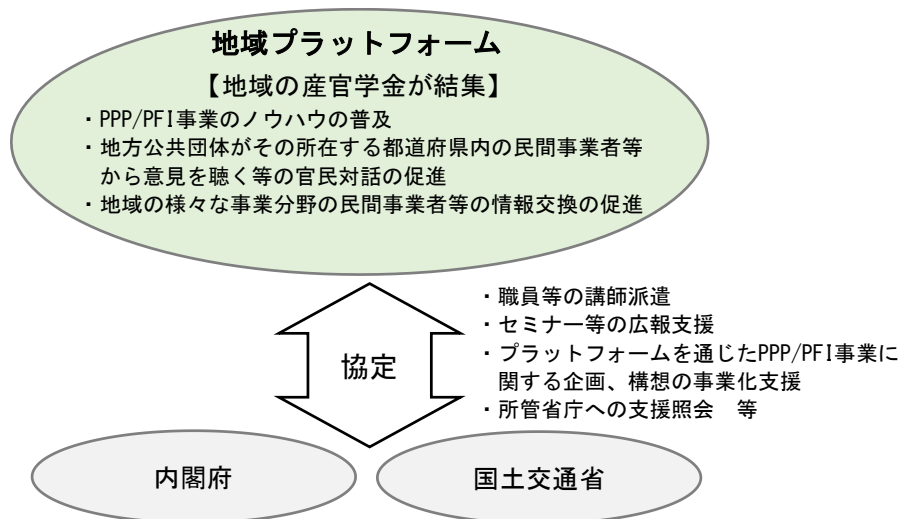 地域プラットフォーム
【地域の産官学金が結集】
・PPP/PFI事業のノウハウの普及
・地方公共団体がその所在する都道府県内の民間事業者等
から意見を聴く等の官民対話の促進
・地域の様々な事業分野の民間事業者等の情報交換の促進
・職員等の講師派遣
・セミナー等の広報支援
・プラットフォームを通じたPPP/PFI事業に
関する企画、構想の事業化支援
・所管省庁への支援照会　等
協定
内閣府
国土交通省